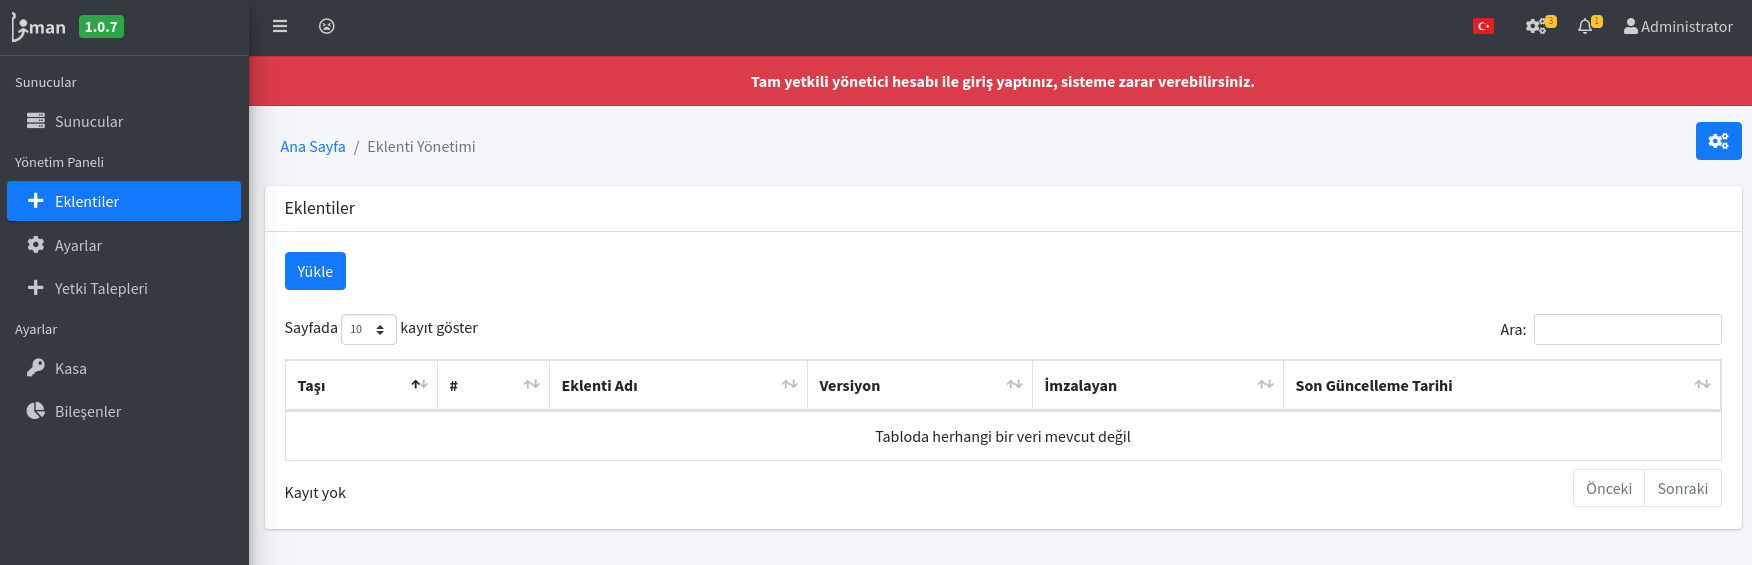 liman 1.0.7
3 1 Administrator
Tam yetkili yönetici hesabı ile giriş yaptınız, sisteme zarar verebilirsiniz.
Sunucular
Sunucular
Yönetim Paneli
Eklentiler
Ayarlar
Yetki Talepleri
Ayarlar
Kasa
Bileşenler
Ana Sayfa / Eklenti Yönetimi
Eklentiler
Yükle
Sayfada 10 kayıt göster
Ara:
Taşı # Eklenti Adı Versiyon İmzalayan Son Güncelleme Tarihi
Tabloda herhangi bir veri mevcut değil
Kayıt yok
Önceki Sonraki